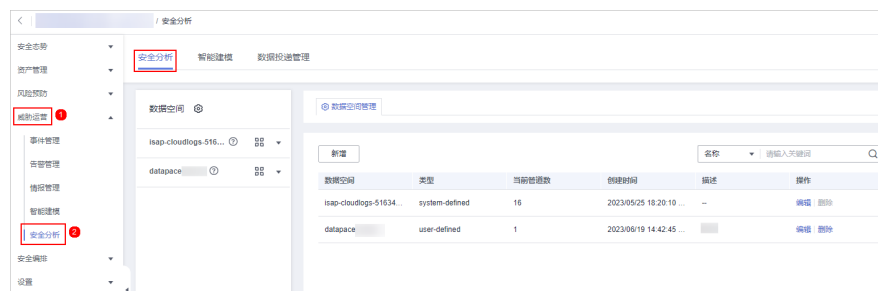 / 安全分析
安全态势
资产管理
风险预防
威胁运营 1
事件管理
告警管理
情报管理
智能建模
安全分析 2
安全编排
设置
安全分析 智能建模 数据投递管理
数据空间
isap-cloudlogs-516...
datapace
数据空间管理
新增 名称 请输入关键词
数据空间 类型 当前管道数 创建时间 描述 操作
isap-cloudlogs-51634... system-defined 16 2023/05/25 18:20:10 ... -- 编辑 删除
datapace user-defined 1 2023/06/19 14:42:45 ... 编辑 删除